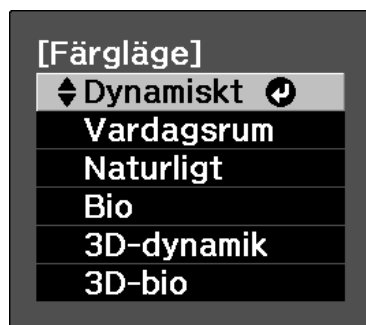 [Färgläge]
Dynamiskt
Vardagsrum
Naturligt
Bio
3D-dynamik
3D-bio